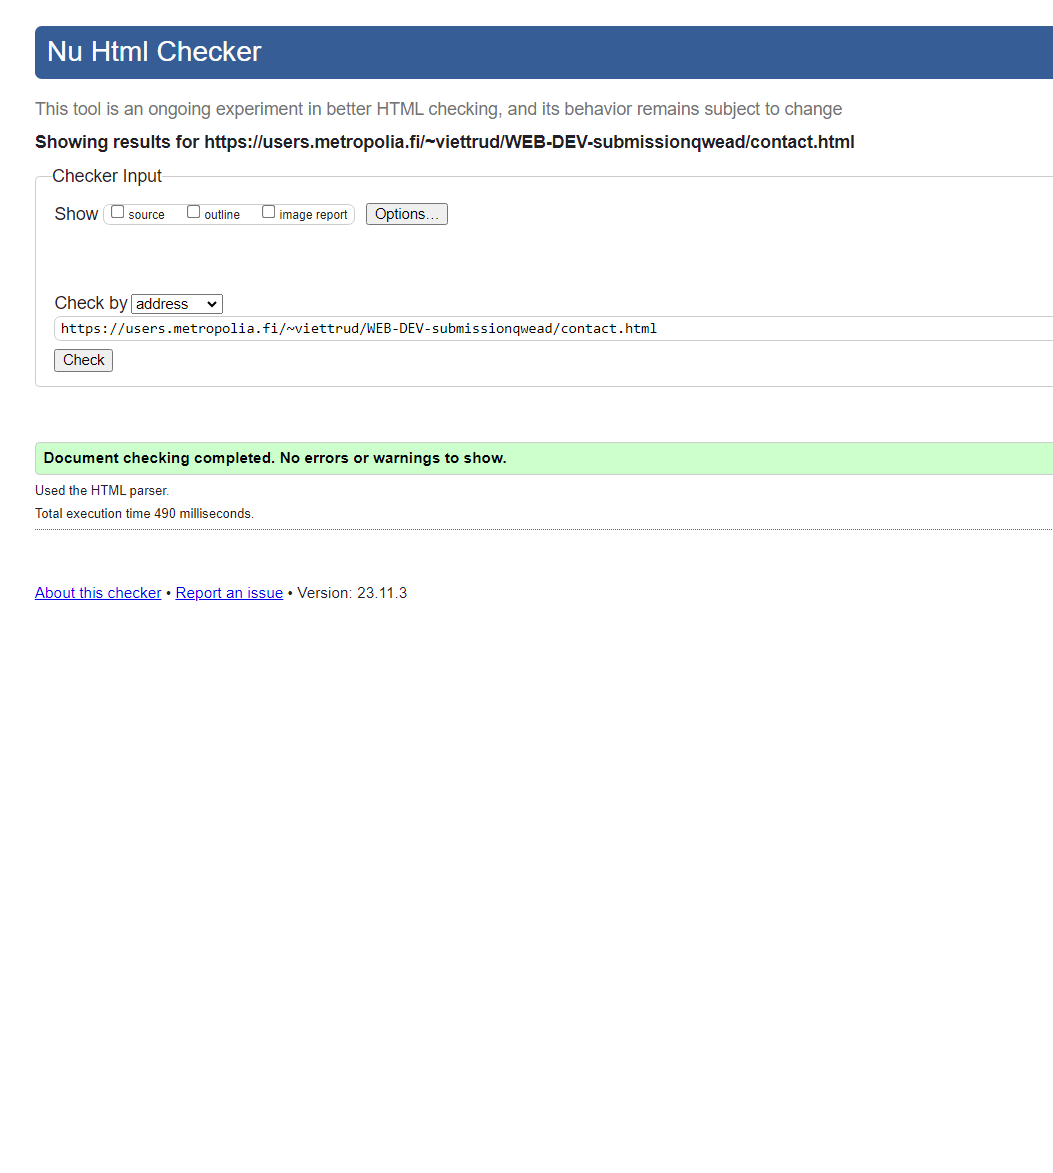 Nu Html Checker
This tool is an ongoing experiment in better HTML checking, and its behavior remains subject to change
Showing results for https://users.metropolia.fi/~viettrud/WEB-DEV-submissionqwead/contact.html
Checker Input
Show source outline image report Options...
Check by address
https://users.metropolia.fi/~viettrud/WEB-DEV-submissionqwead/contact.html
Check
Document checking completed. No errors or warnings to show.
Used the HTML parser.
Total execution time 490 milliseconds.
About this checker • Report an issue • Version: 23.11.3